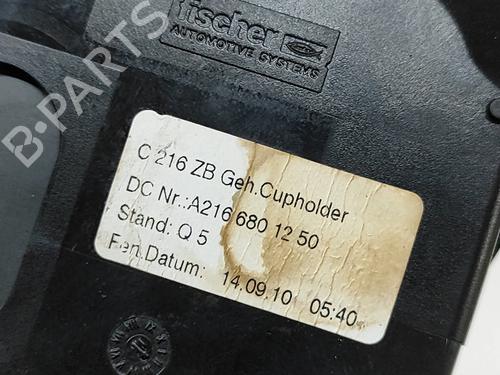 fischer
AUTOMOTIVE SYSTEMS
B-PARTS
C 216 ZB Geh.Cupholder
DC Nr.:A216 680 12 50
Stand: Q 5
Fen.Datum: 14.09.10 05:40